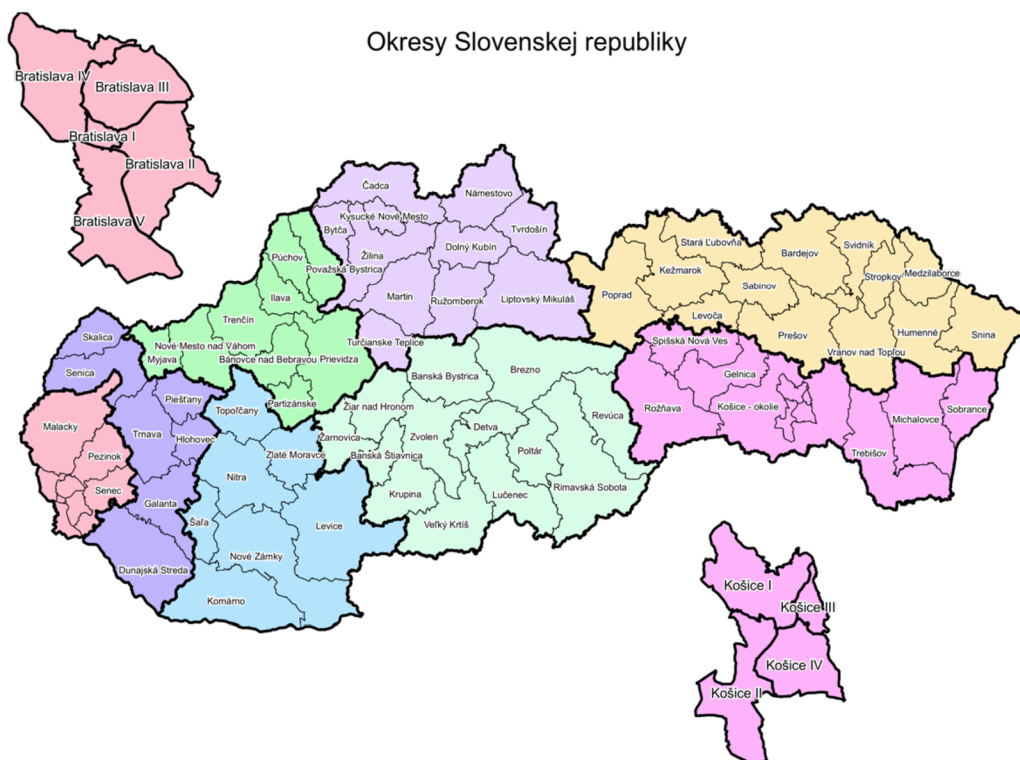 Okresy Slovenskej republiky
Bratislava IV
Bratislava III
Bratislava I
Bratislava II
Bratislava V
Čadca
Námestovo
Kysucké Nové Mesto
Bytča
Tvrdošín
Dolný Kubín
Žilina
Púchov
Považská Bystrica
Ilava
Martin
Ružomberok
Liptovský Mikuláš
Trenčín
Turčianske Teplice
Nové Mesto nad Váhom
Myjava
Bánovce nad Bebravou
Prievidza
Partizánske
Stará Ľubovňa
Bardejov
Svidník
Kežmarok
Stropkov
Medzilaborce
Sabinov
Poprad
Levoča
Prešov
Humenné
Snina
Vranov nad Topľou
Skalica
Senica
Piešťany
Trnava
Hlohovec
Galanta
Dunajská Streda
Malacky
Pezinok
Senec
Topoľčany
Zlaté Moravce
Nitra
Šaľa
Levice
Nové Zámky
Komárno
Banská Bystrica
Brezno
Žiar nad Hronom
Žarnovica
Zvolen
Detva
Revúca
Banská Štiavnica
Poltár
Krupina
Lučenec
Rimavská Sobota
Veľký Krtíš
Spišská Nová Ves
Gelnica
Rožňava
Košice - okolie
Michalovce
Sobrance
Trebišov
Košice I
Košice III
Košice IV
Košice II